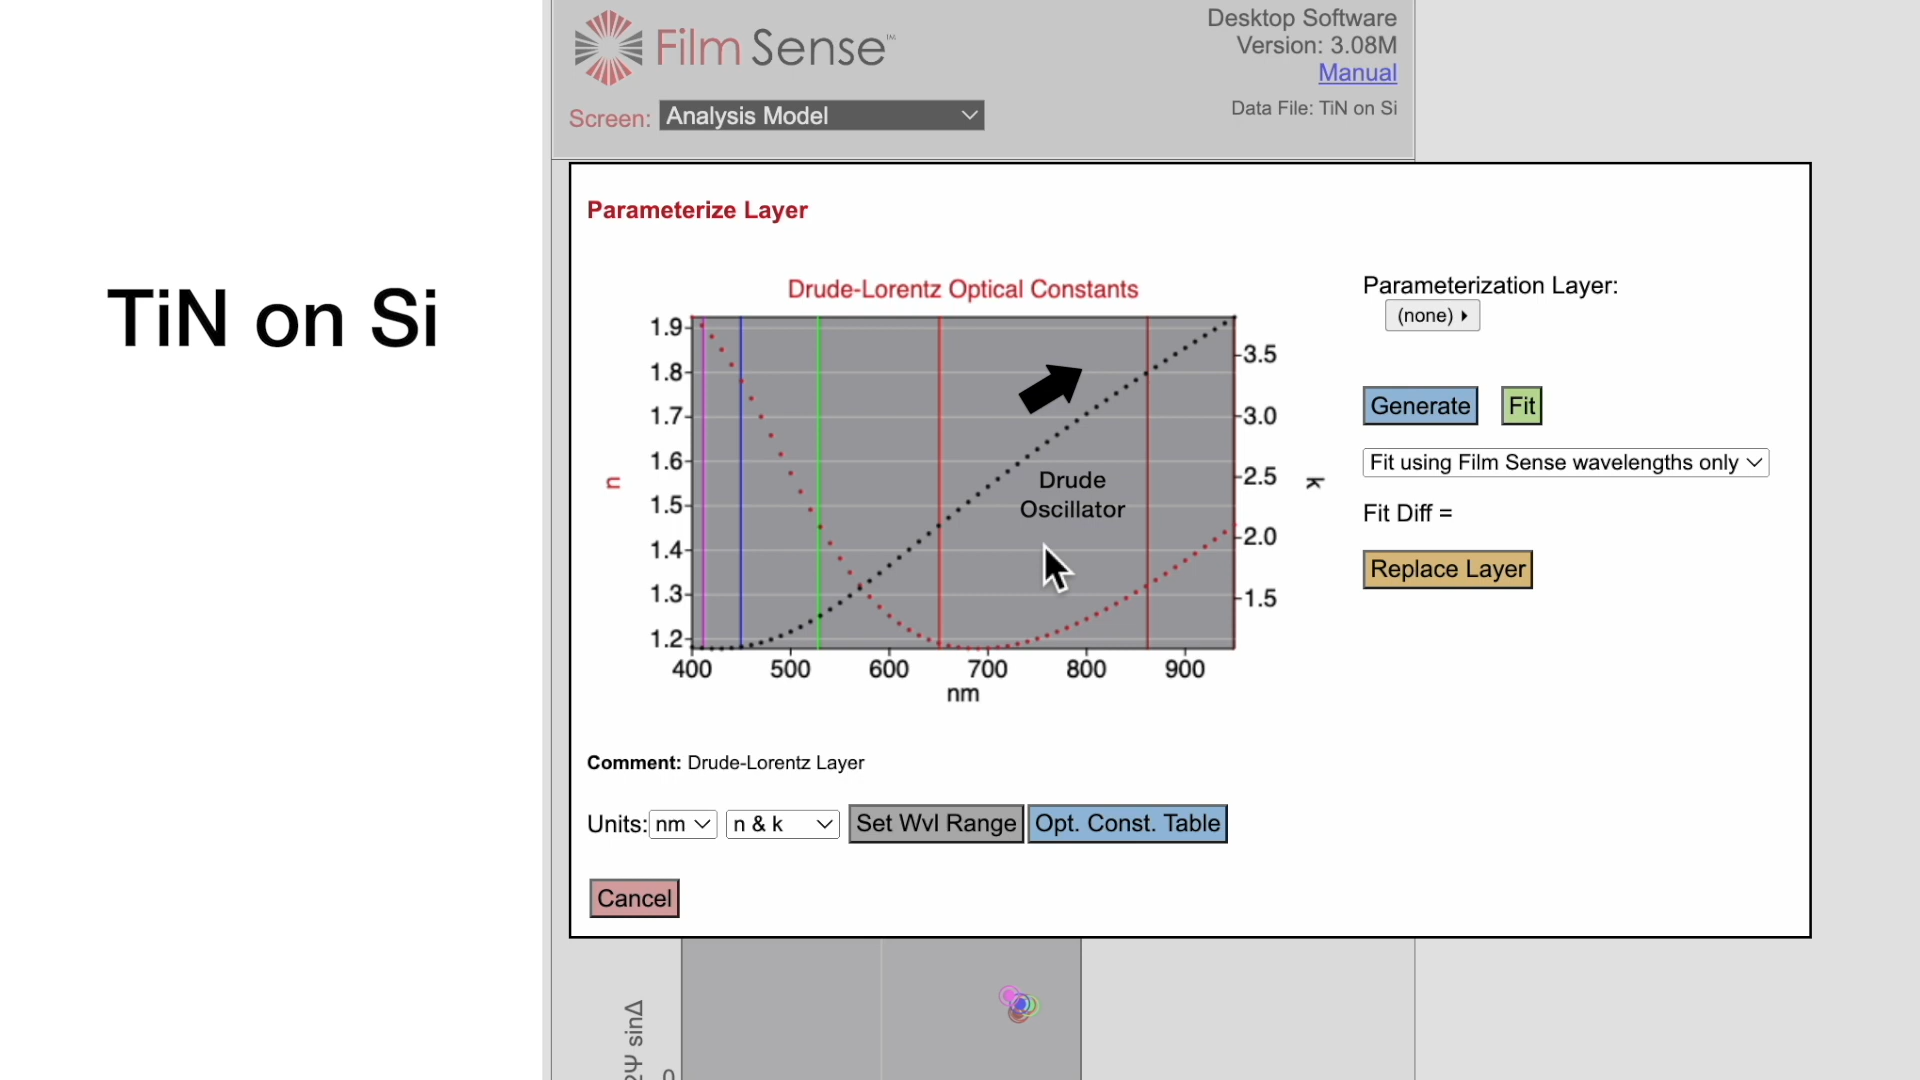 TiN on Si
Film Sense™
Desktop Software
Version: 3.08M
Manual
Screen: Analysis Model
Data File: TiN on Si
Parameterize Layer
Drude-Lorentz Optical Constants
1.9
1.8
1.7
1.6
1.5
1.4
1.3
1.2
n
3.5
3.0
2.5
2.0
1.5
k
Drude
Oscillator
400 500 600 700 800 900
nm
Parameterization Layer:
(none)
Generate Fit
Fit using Film Sense wavelengths only
Fit Diff =
Replace Layer
Comment: Drude-Lorentz Layer
Units: nm n & k Set Wvl Range Opt. Const. Table
Cancel
sinΔ